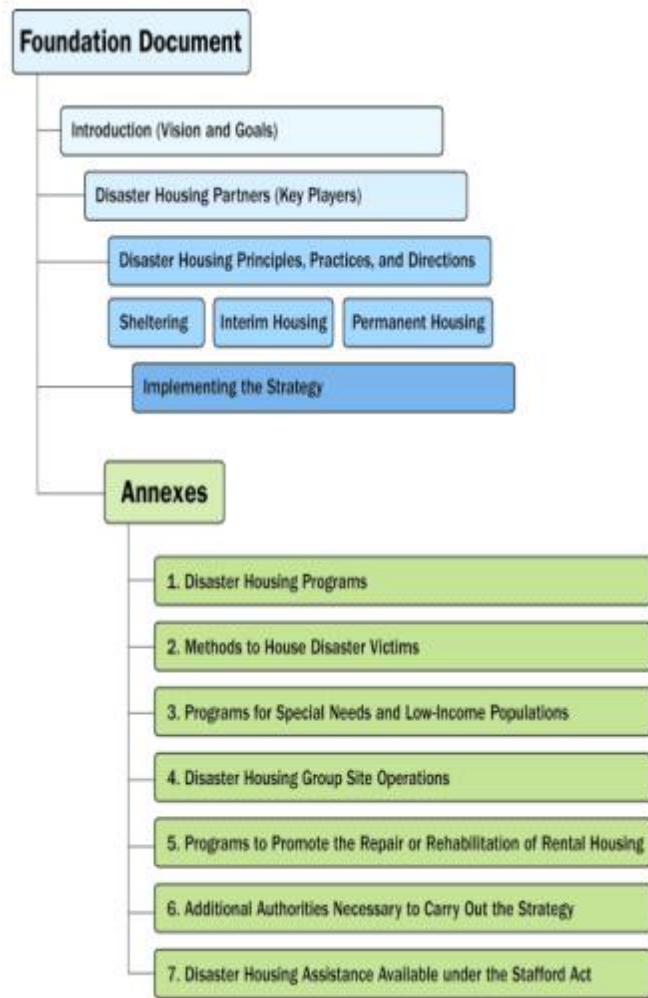 Foundation Document
Introduction (Vision and Goals)
Disaster Housing Partners (Key Players)
Disaster Housing Principles, Practices, and Directions
Sheltering
Interim Housing
Permanent Housing
Implementing the Strategy
Annexes
1. Disaster Housing Programs
2. Methods to House Disaster Victims
3. Programs for Special Needs and Low-Income Populations
4. Disaster Housing Group Site Operations
5. Programs to Promote the Repair or Rehabilitation of Rental Housing
6. Additional Authorities Necessary to Carry Out the Strategy
7. Disaster Housing Assistance Available under the Stafford Act